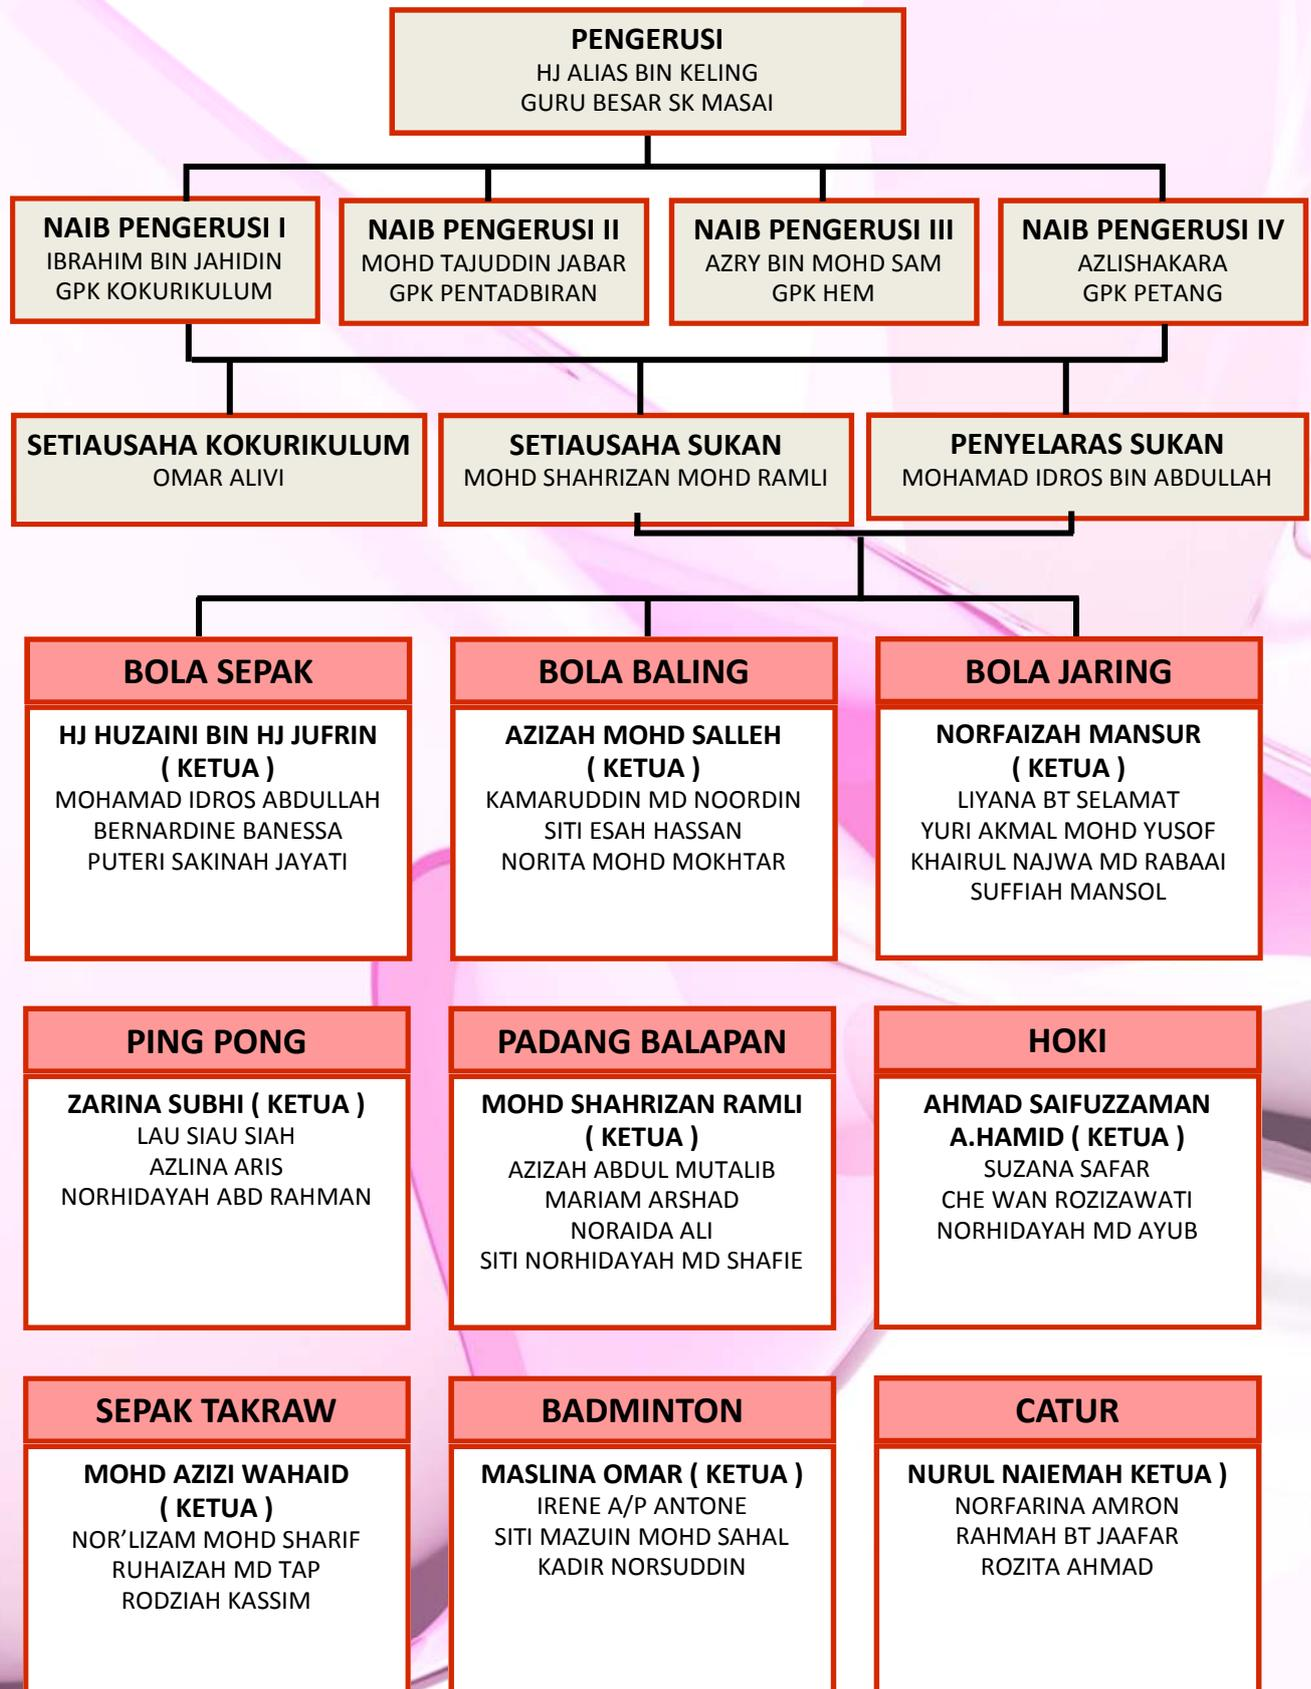 PENGERUSI
HJ ALIAS BIN KELING
GURU BESAR SK MASAI
NAIB PENGERUSI I
IBRAHIM BIN JAHIDIN
GPK KOKURIKULUM
NAIB PENGERUSI II
MOHD TAJUDDIN JABAR
GPK PENTADBIRAN
NAIB PENGERUSI III
AZRY BIN MOHD SAM
GPK HEM
NAIB PENGERUSI IV
AZLISHAKARA
GPK PETANG
SETIAUSAHA KOKURIKULUM
OMAR ALIVI
SETIAUSAHA SUKAN
MOHD SHAHRIZAN MOHD RAMLI
PENYELARAS SUKAN
MOHAMAD IDROS BIN ABDULLAH
BOLA SEPAK
HJ HUZAINI BIN HJ JUFRIN
( KETUA )
MOHAMAD IDROS ABDULLAH
BERNARDINE BANESSA
PUTERI SAKINAH JAYATI
BOLA BALING
AZIZAH MOHD SALLEH
( KETUA )
KAMARUDDIN MD NOORDIN
SITI ESAH HASSAN
NORITA MOHD MOKHTAR
BOLA JARING
NORFAIZAH MANSUR
( KETUA )
LIYANA BT SELAMAT
YURI AKMAL MOHD YUSOF
KHAIRUL NAJWA MD RABAAI
SUFFIAH MANSOL
PING PONG
ZARINA SUBHI ( KETUA )
LAU SIAU SIAH
AZLINA ARIS
NORHIDAYAH ABD RAHMAN
PADANG BALAPAN
MOHD SHAHRIZAN RAMLI
( KETUA )
AZIZAH ABDUL MUTALIB
MARIAM ARSHAD
NORAIDA ALI
SITI NORHIDAYAH MD SHAFIE
HOKI
AHMAD SAIFUZZAMAN
A.HAMID ( KETUA )
SUZANA SAFAR
CHE WAN ROZIZAWATI
NORHIDAYAH MD AYUB
SEPAK TAKRAW
MOHD AZIZI WAHAID
( KETUA )
NOR’LIZAM MOHD SHARIF
RUHAIZAH MD TAP
RODZIAH KASSIM
BADMINTON
MASLINA OMAR ( KETUA )
IRENE A/P ANTONE
SITI MAZUIN MOHD SAHAL
KADIR NORSUDDIN
CATUR
NURUL NAIEMAH KETUA )
NORFARINA AMRON
RAHMAH BT JAAFAR
ROZITA AHMAD